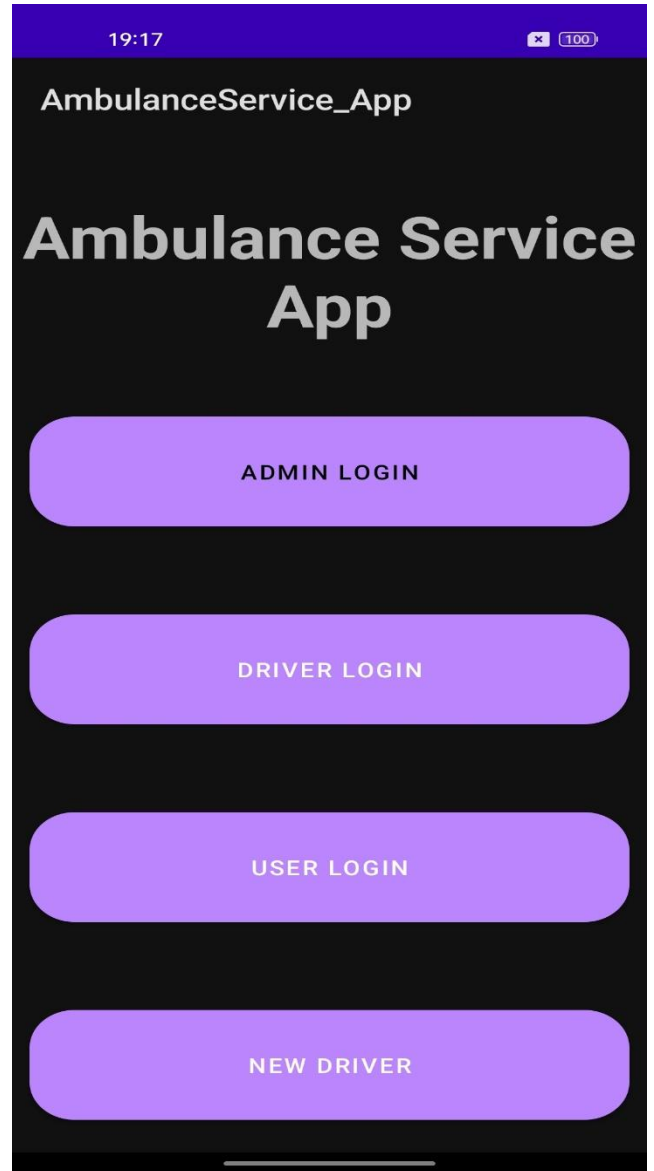 19:17
100
AmbulanceService_App
Ambulance Service
App
ADMIN LOGIN
DRIVER LOGIN
USER LOGIN
NEW DRIVER